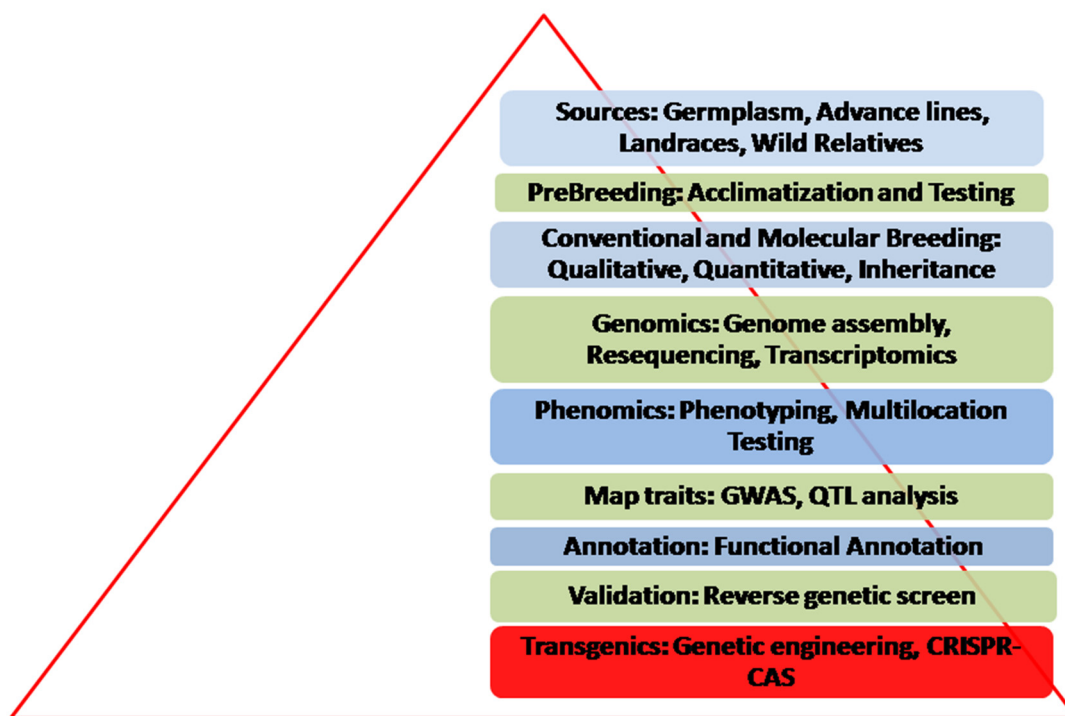 Sources: Germplasm, Advance lines,
Landraces, Wild Relatives
PreBreeding: Acclimatization and Testing
Conventional and Molecular Breeding:
Qualitative, Quantitative, Inheritance
Genomics: Genome assembly,
Resequencing, Transcriptomics
Phenomics: Phenotyping, Multilocation
Testing
Map traits: GWAS, QTL analysis
Annotation: Functional Annotation
Validation: Reverse genetic screen
Transgenics: Genetic engineering, CRISPR-
CAS